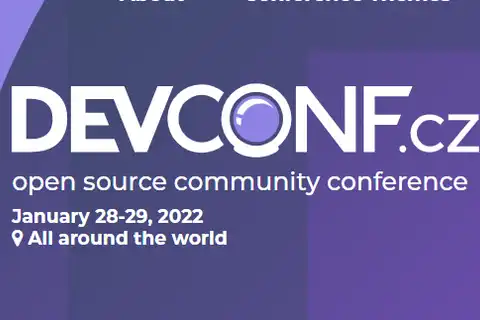 DEVCONF.cz
open source community conference
January 28-29, 2022
All around the world